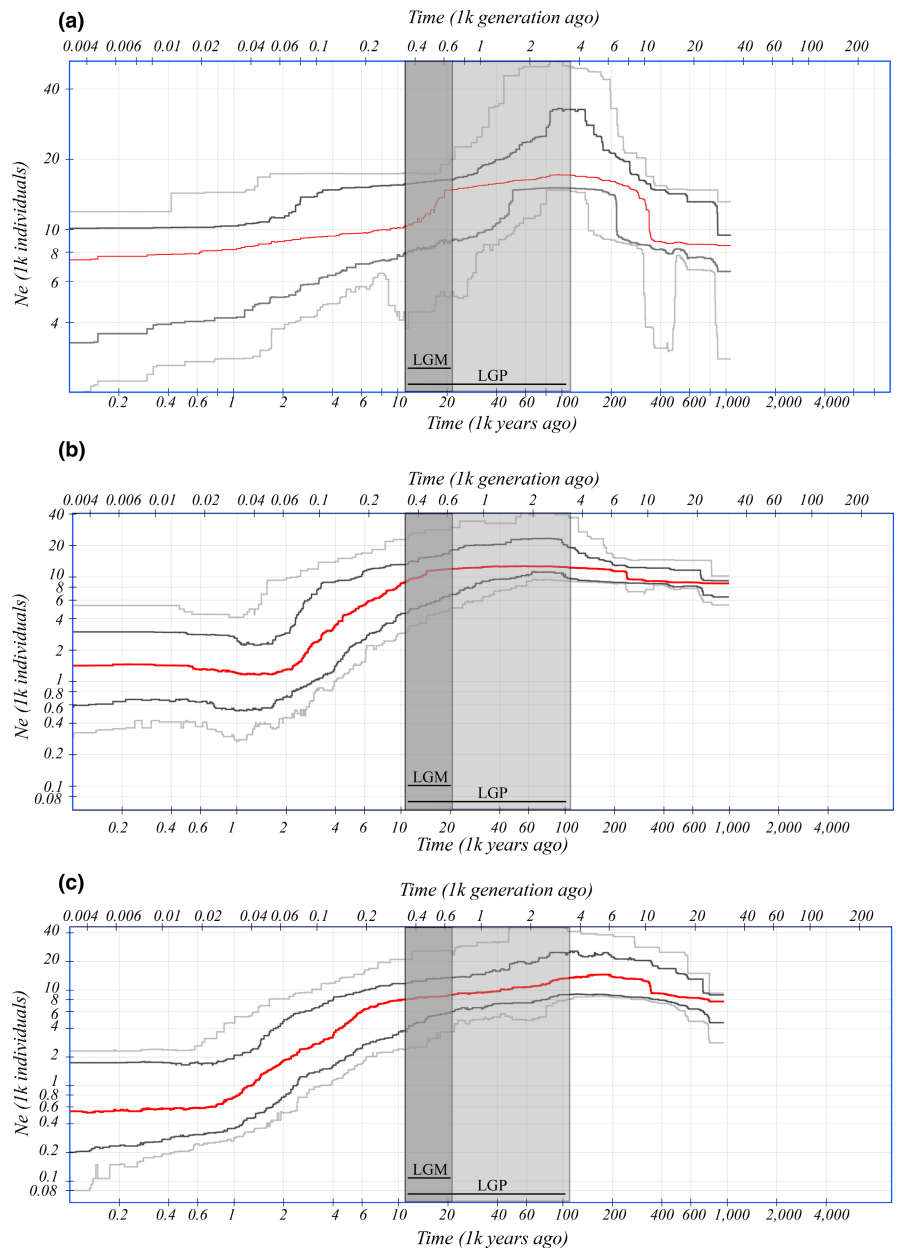 (a)
Time (1k generation ago)
0.004 0.006 0.01 0.02 0.04 0.06 0.1 0.2 0.4 0.6 1 2 4 6 10 20 40 60 100 200
40
20
10
8
6
4
Ne (1k individuals)
LGM
LGP
0.2 0.4 0.6 1 2 4 6 10 20 40 60 100 200 400 600 1,000 2,000 4,000
Time (1k years ago)
(b)
Time (1k generation ago)
0.004 0.006 0.01 0.02 0.04 0.06 0.1 0.2 0.4 0.6 1 2 4 6 10 20 40 60 100 200
40
20
10
8
6
4
2
1
0.8
0.6
0.4
0.2
0.1
0.08
Ne (1k individuals)
LGM
LGP
0.2 0.4 0.6 1 2 4 6 10 20 40 60 100 200 400 600 1,000 2,000 4,000
Time (1k years ago)
(c)
Time (1k generation ago)
0.004 0.006 0.01 0.02 0.04 0.06 0.1 0.2 0.4 0.6 1 2 4 6 10 20 40 60 100 200
40
20
10
8
6
4
2
1
0.8
0.6
0.4
0.2
0.1
0.08
Ne (1k individuals)
LGM
LGP
0.2 0.4 0.6 1 2 4 6 10 20 40 60 100 200 400 600 1,000 2,000 4,000
Time (1k years ago)